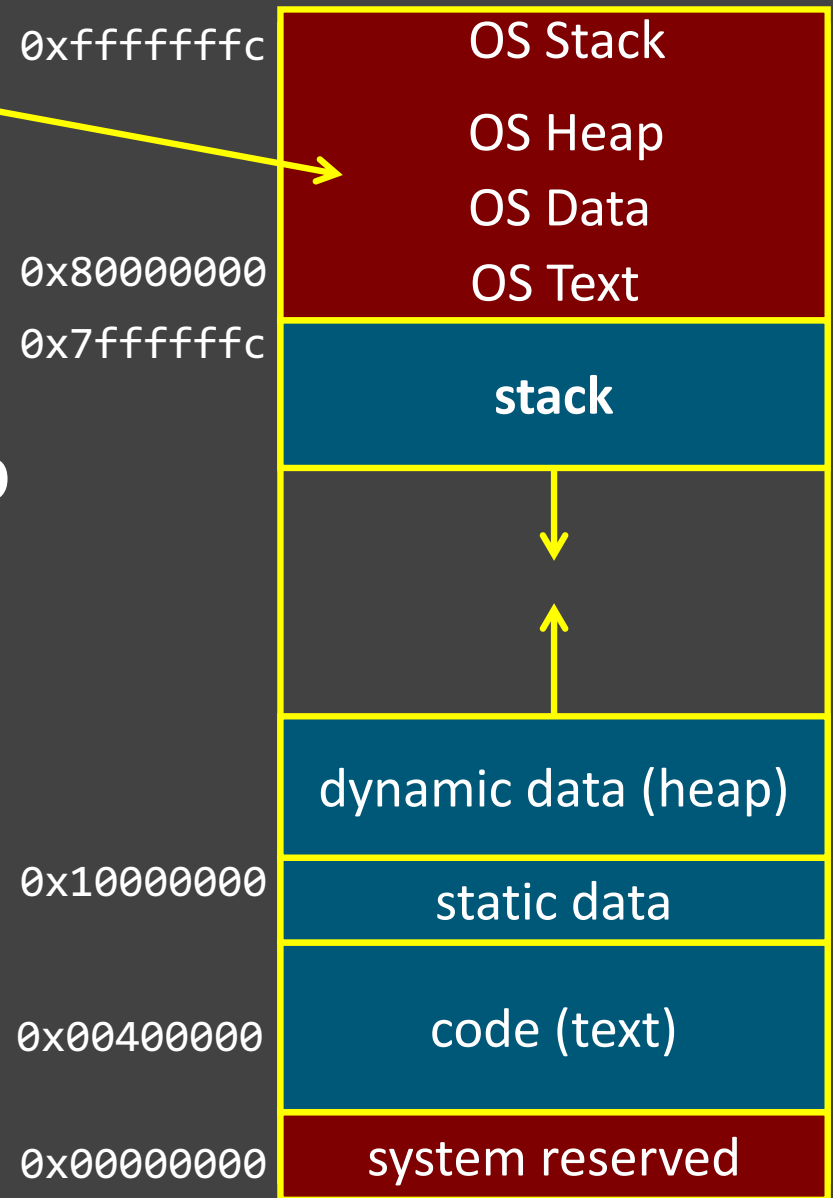 0xfffffffc OS Stack
OS Heap
OS Data
0x80000000 OS Text
0x7ffffffc
stack
dynamic data (heap)
0x10000000
static data
0x00400000 code (text)
0x00000000 system reserved